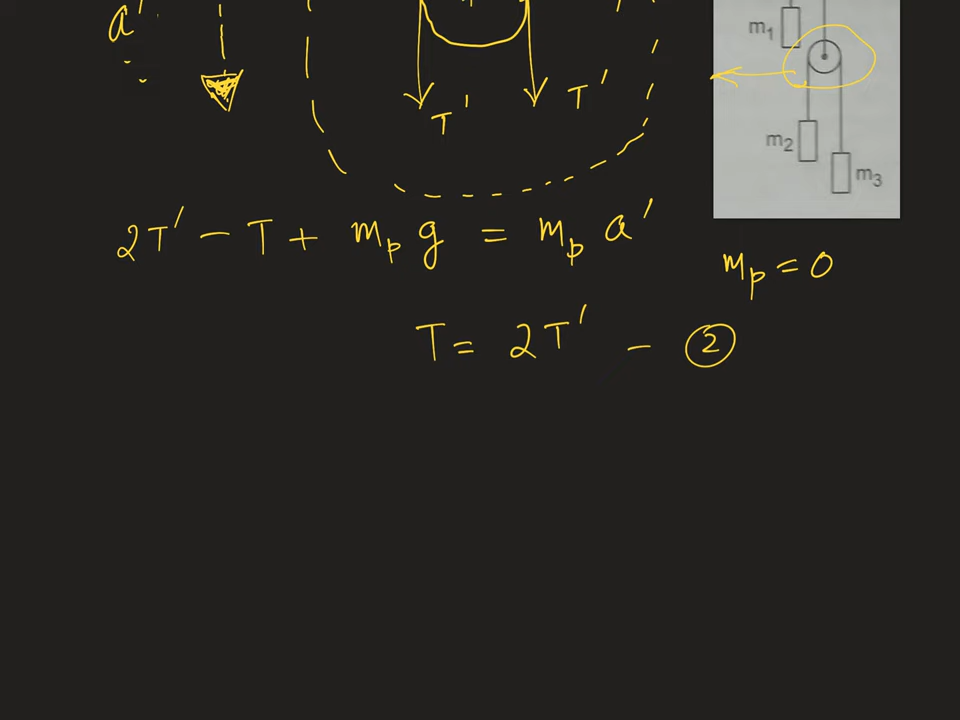 a'
m1
T' T'
m2
m3
2T' - T + mp g = mp a'
mp = 0
T = 2T' - ②